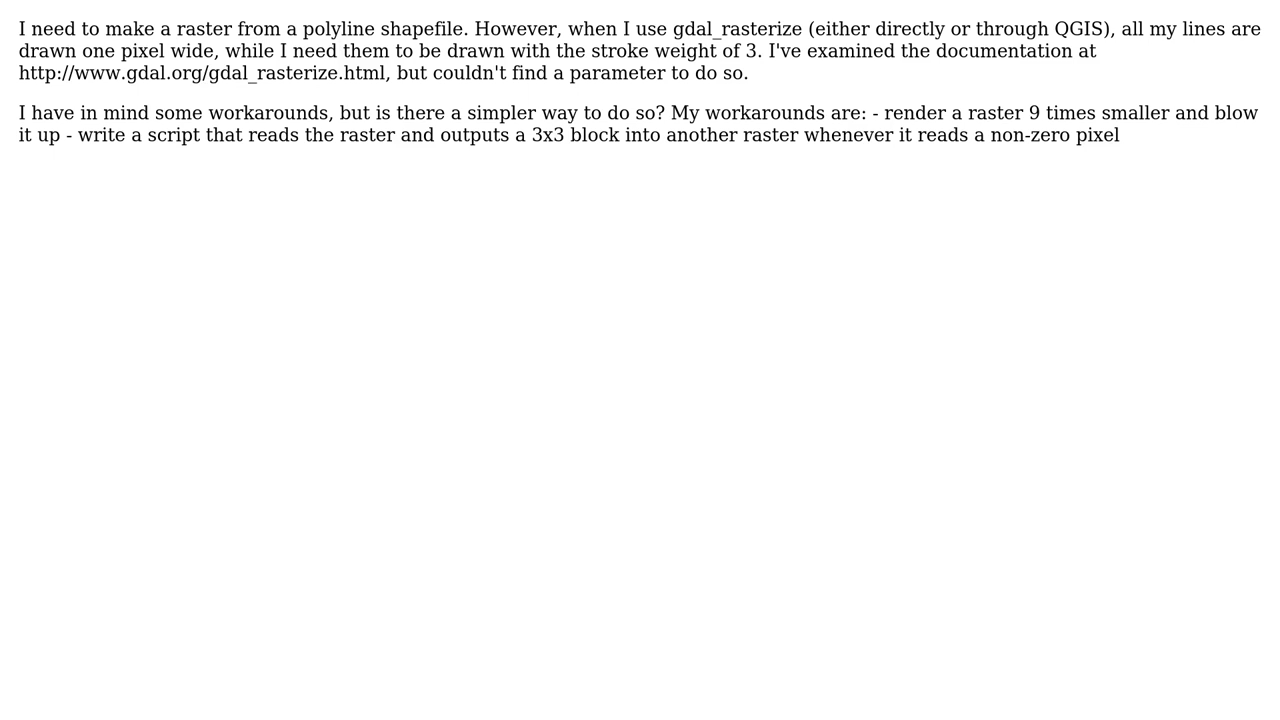 I need to make a raster from a polyline shapefile. However, when I use gdal_rasterize (either directly or through QGIS), all my lines are
drawn one pixel wide, while I need them to be drawn with the stroke weight of 3. I've examined the documentation at
http://www.gdal.org/gdal_rasterize.html, but couldn't find a parameter to do so.
I have in mind some workarounds, but is there a simpler way to do so? My workarounds are: - render a raster 9 times smaller and blow
it up - write a script that reads the raster and outputs a 3x3 block into another raster whenever it reads a non-zero pixel